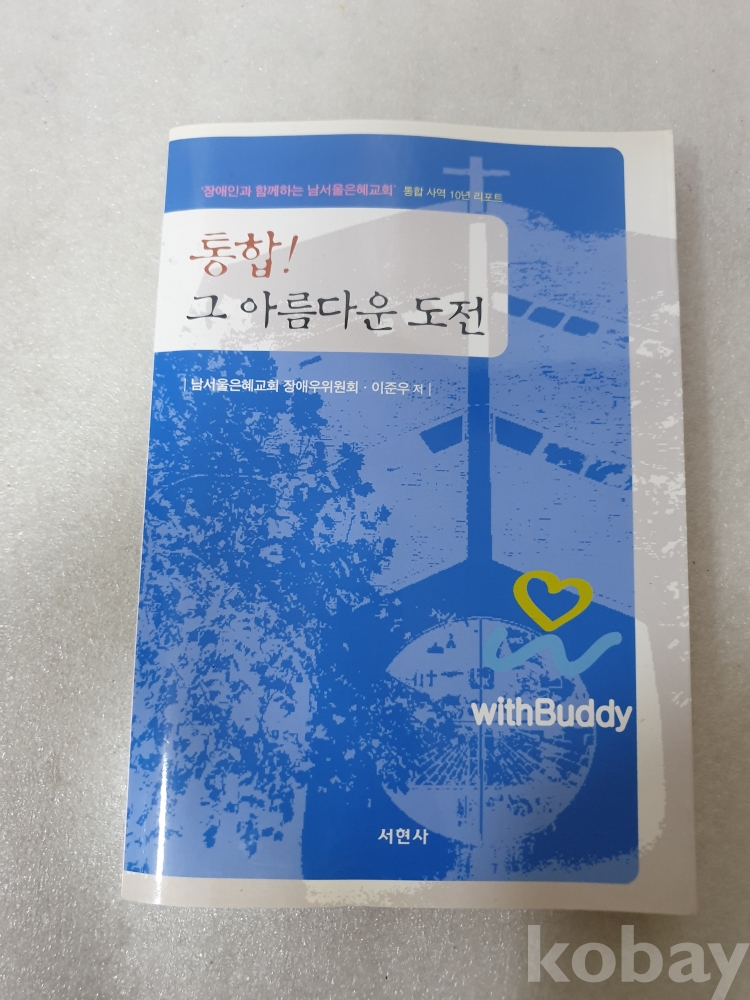 '장애인과 함께하는 남서울은혜교회' 통합 사역 10년 리포트
통합!
그 아름다운 도전
| 남서울은혜교회 장애우위원회 · 이준우 저 |
withBuddy
서현사
kobay